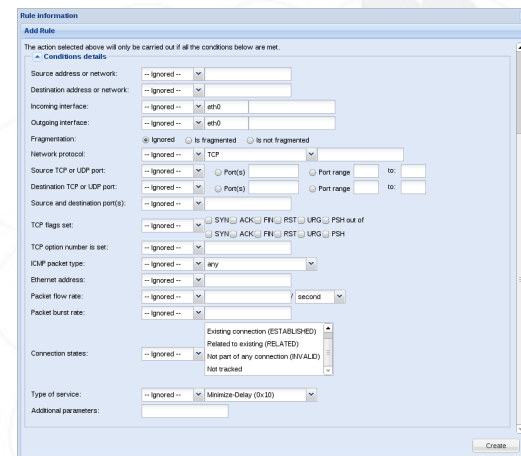 Rule information
Add Rule
The action selected above will only be carried out if all the conditions below are met.
Conditions details
Source address or network: -- Ignored --
Destination address or network: -- Ignored --
Incoming interface: -- Ignored -- eth0
Outgoing interface: -- Ignored -- eth0
Fragmentation: Ignored Is fragmented Is not fragmented
Network protocol: -- Ignored -- TCP
Source TCP or UDP port: -- Ignored -- Port(s) Port range to:
Destination TCP or UDP port: -- Ignored -- Port(s) Port range to:
Source and destination port(s): -- Ignored --
TCP flags set: -- Ignored -- SYN ACK FIN RST URG PSH out of
SYN ACK FIN RST URG PSH
TCP option number is set: -- Ignored --
ICMP packet type: -- Ignored -- any
Ethernet address: -- Ignored --
Packet flow rate: -- Ignored -- / second
Packet burst rate: -- Ignored --
Connection states: -- Ignored --
Existing connection (ESTABLISHED)
Related to existing (RELATED)
Not part of any connection (INVALID)
Not tracked
Type of service: -- Ignored -- Minimize-Delay (0x10)
Additional parameters:
Create